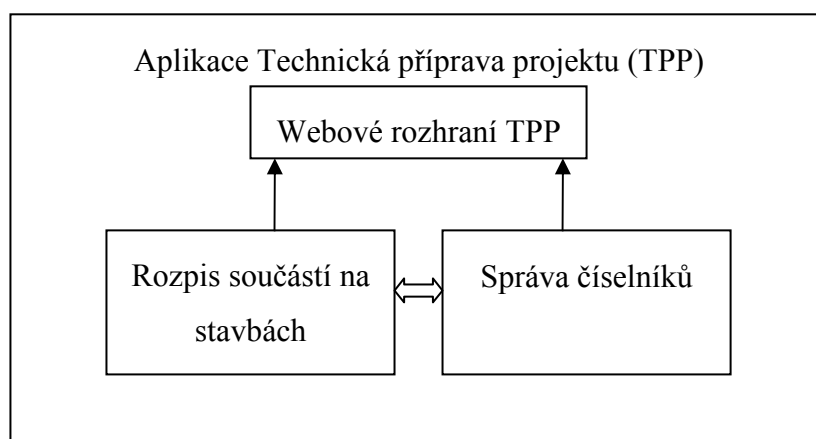 Aplikace Technická příprava projektu (TPP)
Webové rozhraní TPP
Rozpis součástí na
stavbách
Správa číselníků